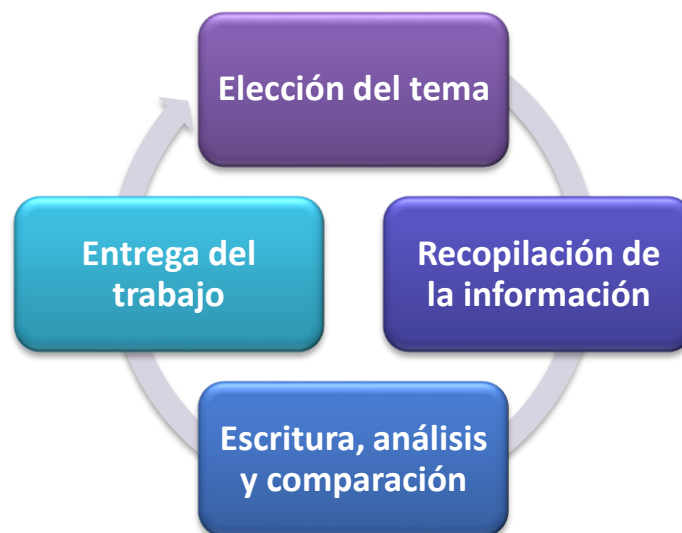 Elección del tema
Recopilación de
la información
Escritura, análisis
y comparación
Entrega del
trabajo